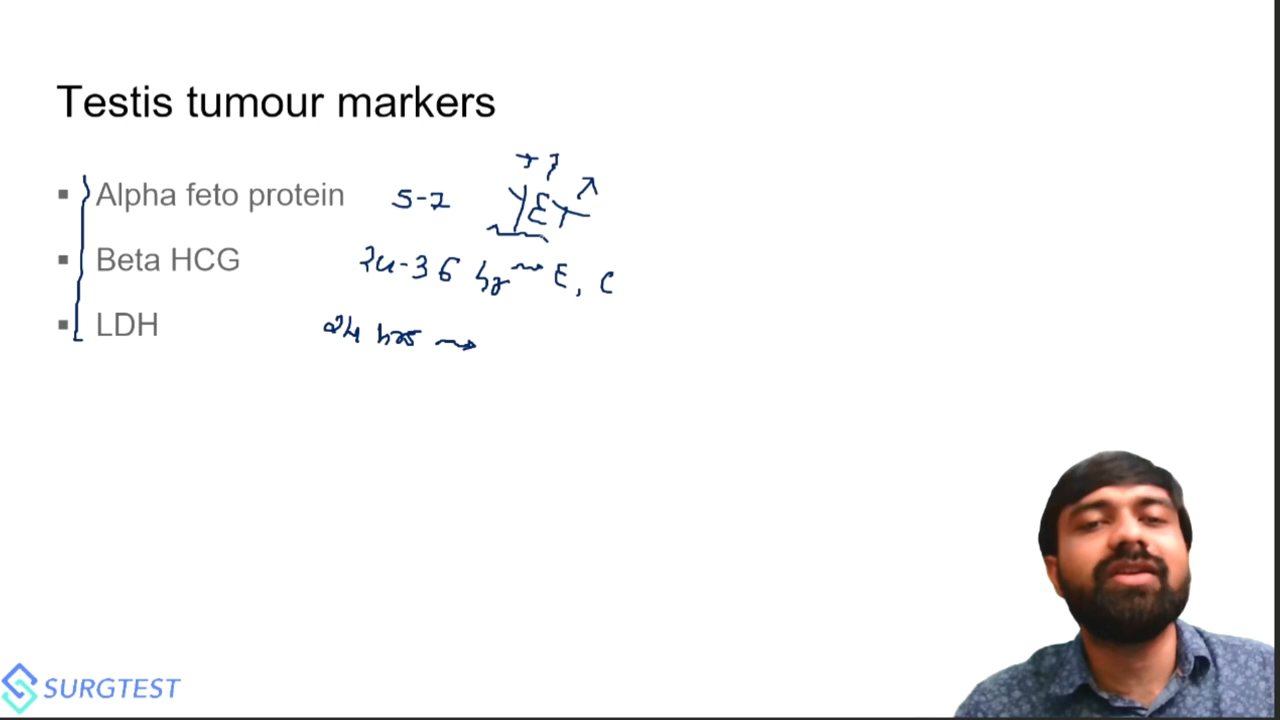 Testis tumour markers
▪ Alpha feto protein 5-7 YET
▪ Beta HCG 24-36 hr E, C
▪ LDH 24 hrs →
SURGTEST